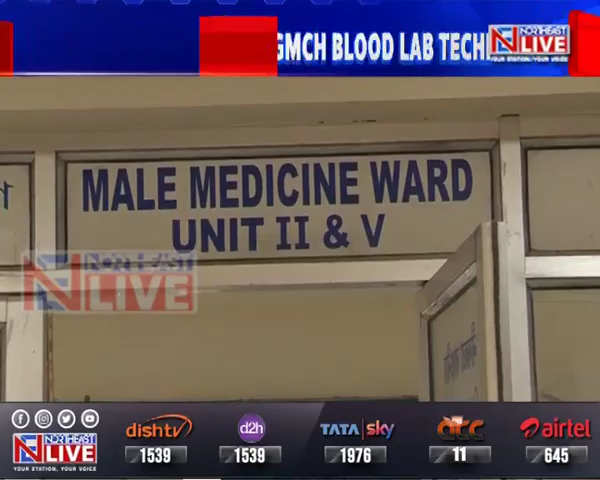 GMCH BLOOD LAB TECH
NORTHEAST
LIVE
YOUR STATION, YOUR VOICE
MALE MEDICINE WARD
UNIT II & V
NORTHEAST
LIVE
NORTHEAST
LIVE
YOUR STATION, YOUR VOICE
dishtv
1539
d2h
1539
TATA sky
1976
GTC
11
airtel
645